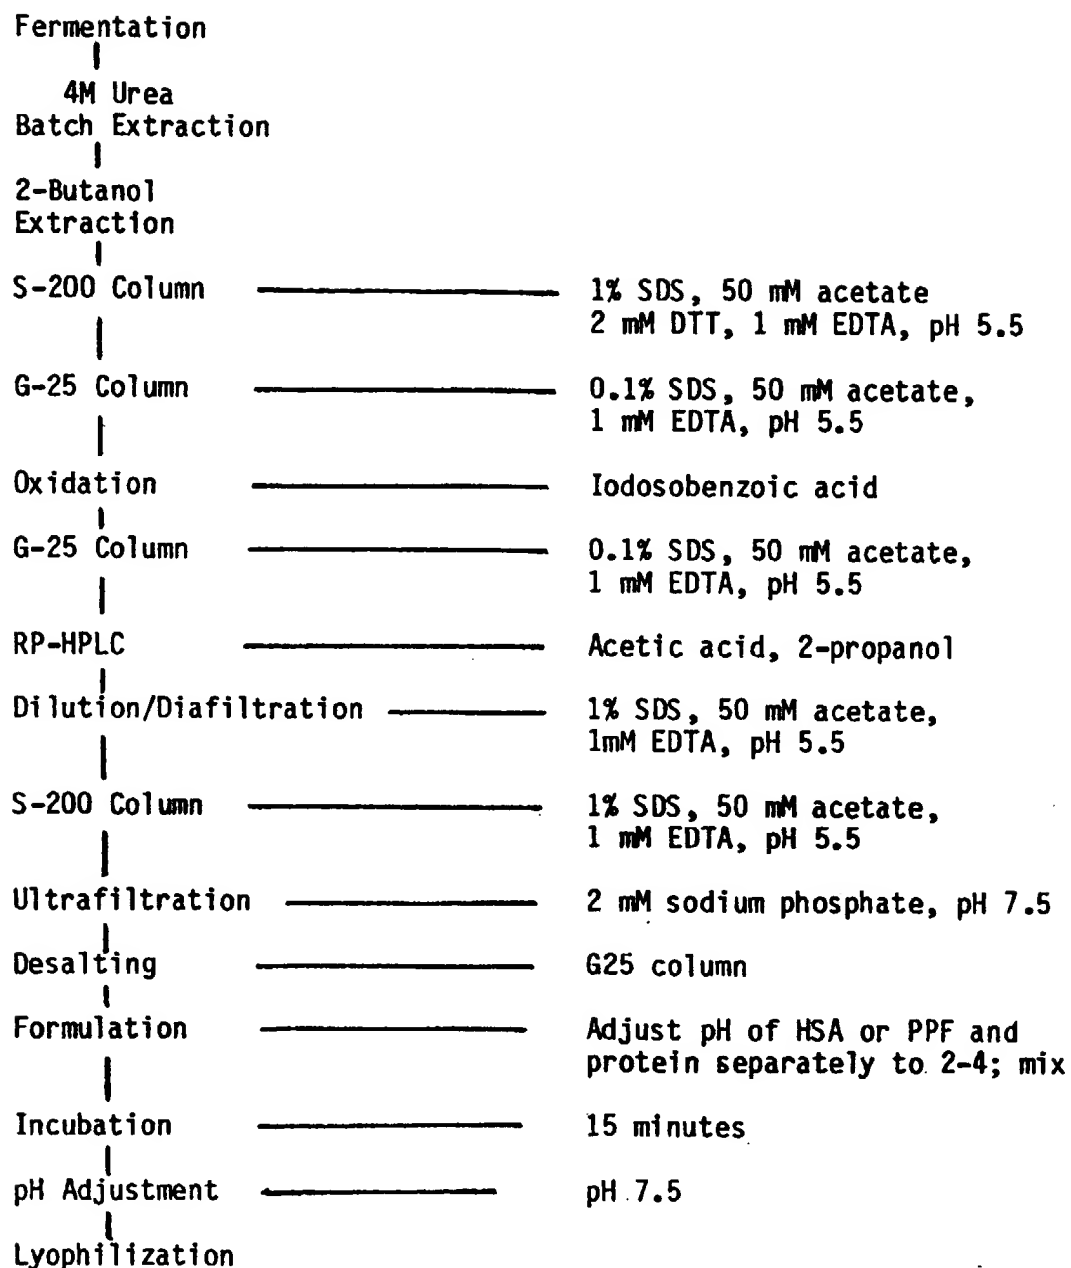 Fermentation
4M Urea
Batch Extraction
2-Butanol
Extraction
S-200 Column
1% SDS, 50 mM acetate
2 mM DTT, 1 mM EDTA, pH 5.5
G-25 Column
0.1% SDS, 50 mM acetate,
1 mM EDTA, pH 5.5
Oxidation
Iodosobenzoic acid
G-25 Column
0.1% SDS, 50 mM acetate,
1 mM EDTA, pH 5.5
RP-HPLC
Acetic acid, 2-propanol
Dilution/Diafiltration
1% SDS, 50 mM acetate,
1mM EDTA, pH 5.5
S-200 Column
1% SDS, 50 mM acetate,
1 mM EDTA, pH 5.5
Ultrafiltration
2 mM sodium phosphate, pH 7.5
Desalting
G25 column
Formulation
Adjust pH of HSA or PPF and
protein separately to 2-4; mix
Incubation
15 minutes
pH Adjustment
pH 7.5
Lyophilization